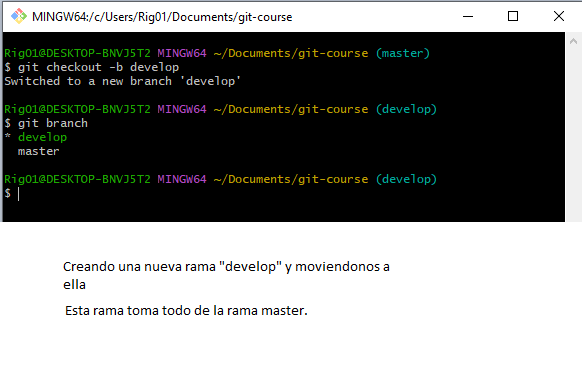 MINGW64:/c/Users/Rig01/Documents/git-course
Rig01@DESKTOP-BNVJ5T2 MINGW64 ~/Documents/git-course (master)
$ git checkout -b develop
Switched to a new branch 'develop'
Rig01@DESKTOP-BNVJ5T2 MINGW64 ~/Documents/git-course (develop)
$ git branch
* develop
master
Rig01@DESKTOP-BNVJ5T2 MINGW64 ~/Documents/git-course (develop)
$
Creando una nueva rama "develop" y moviendonos a
ella
Esta rama toma todo de la rama master.